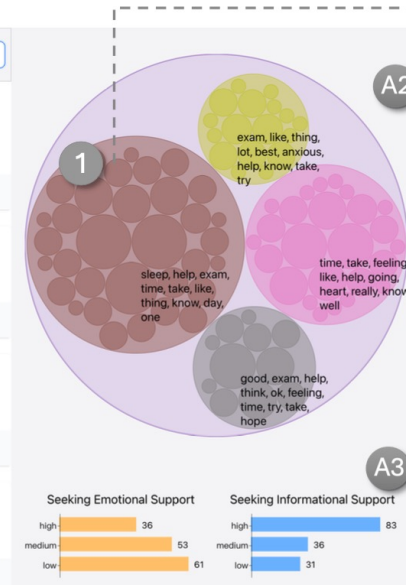 A2
exam, like, thing,
lot, best, anxious,
help, know, take,
try
1
time, take, feeling
like, help, going,
heart, really, know
well
sleep, help, exam,
time, take, like,
thing, know, day,
one
good, exam, help,
think, ok, feeling,
time, try, take,
hope
A3
Seeking Emotional Support
high 36
medium 53
low 61
Seeking Informational Support
high 83
medium 36
low 31